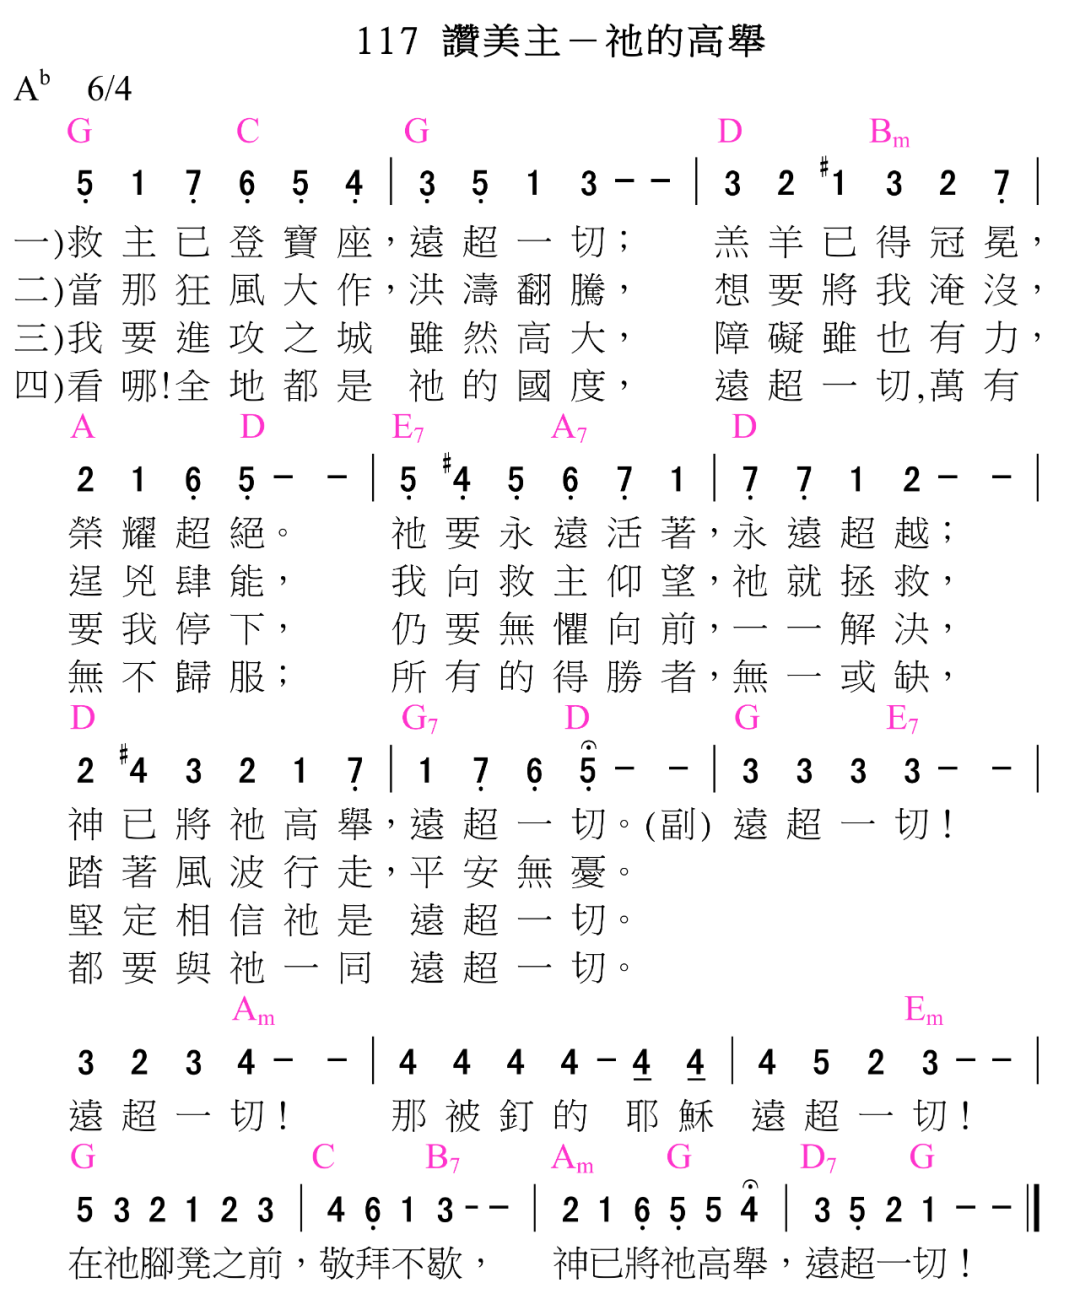 117 讚美主－祂的高舉
A♭ 6/4
G C G D Bm
5̣ 1 7̣ 6̣ 5̣ 4̣ | 3̣ 5̣ 1 3 – – | 3 2 #1 3 2 7̣ |
一)救主已登寶座，遠超一切； 羔羊已得冠冕，
二)當那狂風大作，洪濤翻騰， 想要將我淹沒，
三)我要進攻之城 雖然高大， 障礙雖也有力，
四)看哪!全地都是 祂的國度， 遠超一切,萬有
A D E7 A7 D
2 1 6̣ 5̣ – – | 5̣ #4̣ 5̣ 6̣ 7̣ 1 | 7̣ 7̣ 1 2 – – |
榮耀超絕。 祂要永遠活著，永遠超越；
逞兇肆能， 我向救主仰望，祂就拯救，
要我停下， 仍要無懼向前，一一解決，
無不歸服； 所有的得勝者，無一或缺，
D G7 D G E7
2 #4 3 2 1 7̣ | 1 7̣ 6̣ 5̣ – – | 3 3 3 3 – – |
神已將祂高舉，遠超一切。(副) 遠超一切！
踏著風波行走，平安無憂。
堅定相信祂是 遠超一切。
都要與祂一同 遠超一切。
Am Em
3 2 3 4 – – | 4 4 4 4 – 4 4 | 4 5 2 3 – – |
遠超一切！ 那被釘的 耶穌 遠超一切！
G C B7 Am G D7 G
5 3 2 1 2 3 | 4 6̣ 1 3 - - | 2 1 6̣ 5̣ 5 4 | 3 5̣ 2 1 – – ‖
在祂腳凳之前，敬拜不歇， 神已將祂高舉，遠超一切！